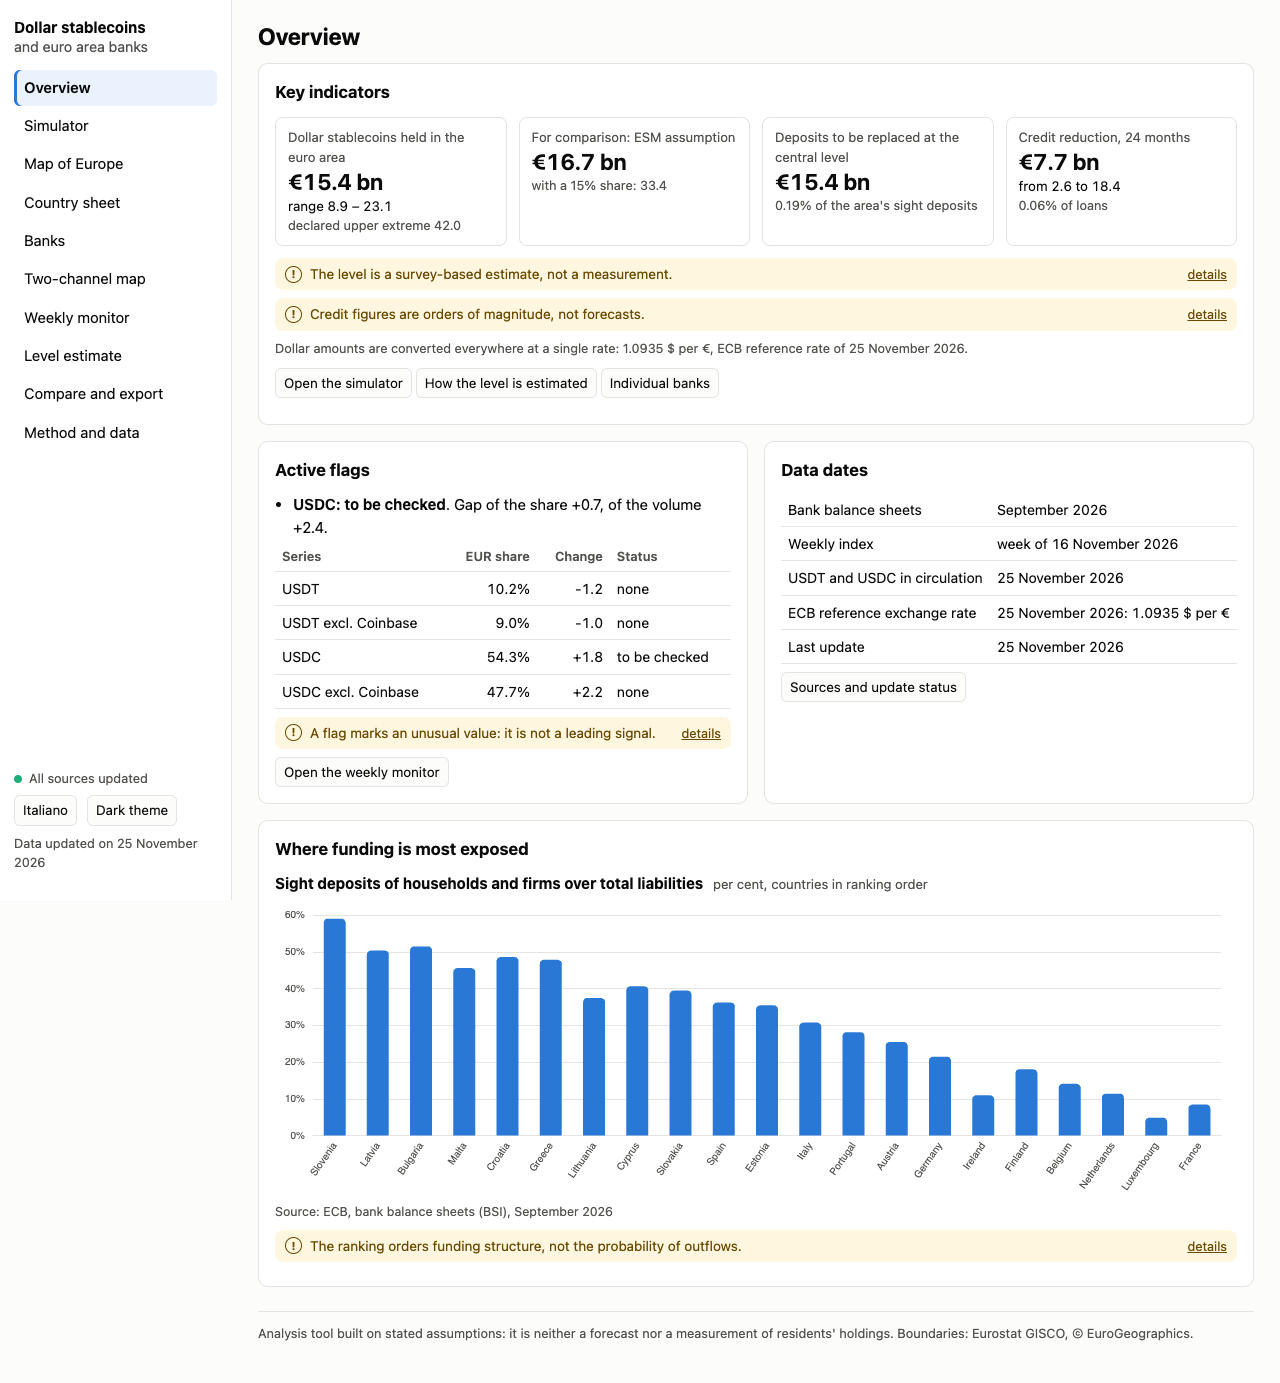 Dollar stablecoins
and euro area banks
Overview
Simulator
Map of Europe
Country sheet
Banks
Two-channel map
Weekly monitor
Level estimate
Compare and export
Method and data
All sources updated
Italiano
Dark theme
Data updated on 25 November
2026
Overview
Key indicators
Dollar stablecoins held in the
euro area
€15.4 bn
range 8.9 – 23.1
declared upper extreme 42.0
For comparison: ESM assumption
€16.7 bn
with a 15% share: 33.4
Deposits to be replaced at the
central level
€15.4 bn
0.19% of the area's sight deposits
Credit reduction, 24 months
€7.7 bn
from 2.6 to 18.4
0.06% of loans
! The level is a survey-based estimate, not a measurement. details
! Credit figures are orders of magnitude, not forecasts. details
Dollar amounts are converted everywhere at a single rate: 1.0935 $ per €, ECB reference rate of 25 November 2026.
Open the simulator How the level is estimated Individual banks
Active flags
• USDC: to be checked. Gap of the share +0.7, of the volume
+2.4.
Series EUR share Change Status
USDT 10.2% -1.2 none
USDT excl. Coinbase 9.0% -1.0 none
USDC 54.3% +1.8 to be checked
USDC excl. Coinbase 47.7% +2.2 none
! A flag marks an unusual value: it is not a leading signal. details
Open the weekly monitor
Data dates
Bank balance sheets September 2026
Weekly index week of 16 November 2026
USDT and USDC in circulation 25 November 2026
ECB reference exchange rate 25 November 2026: 1.0935 $ per €
Last update 25 November 2026
Sources and update status
Where funding is most exposed
Sight deposits of households and firms over total liabilities per cent, countries in ranking order
60%
50%
40%
30%
20%
10%
0%
Slovenia
Latvia
Bulgaria
Malta
Croatia
Greece
Lithuania
Cyprus
Slovakia
Spain
Estonia
Italy
Portugal
Austria
Germany
Ireland
Finland
Belgium
Netherlands
Luxembourg
France
Source: ECB, bank balance sheets (BSI), September 2026
! The ranking orders funding structure, not the probability of outflows. details
Analysis tool built on stated assumptions: it is neither a forecast nor a measurement of residents' holdings. Boundaries: Eurostat GISCO, © EuroGeographics.